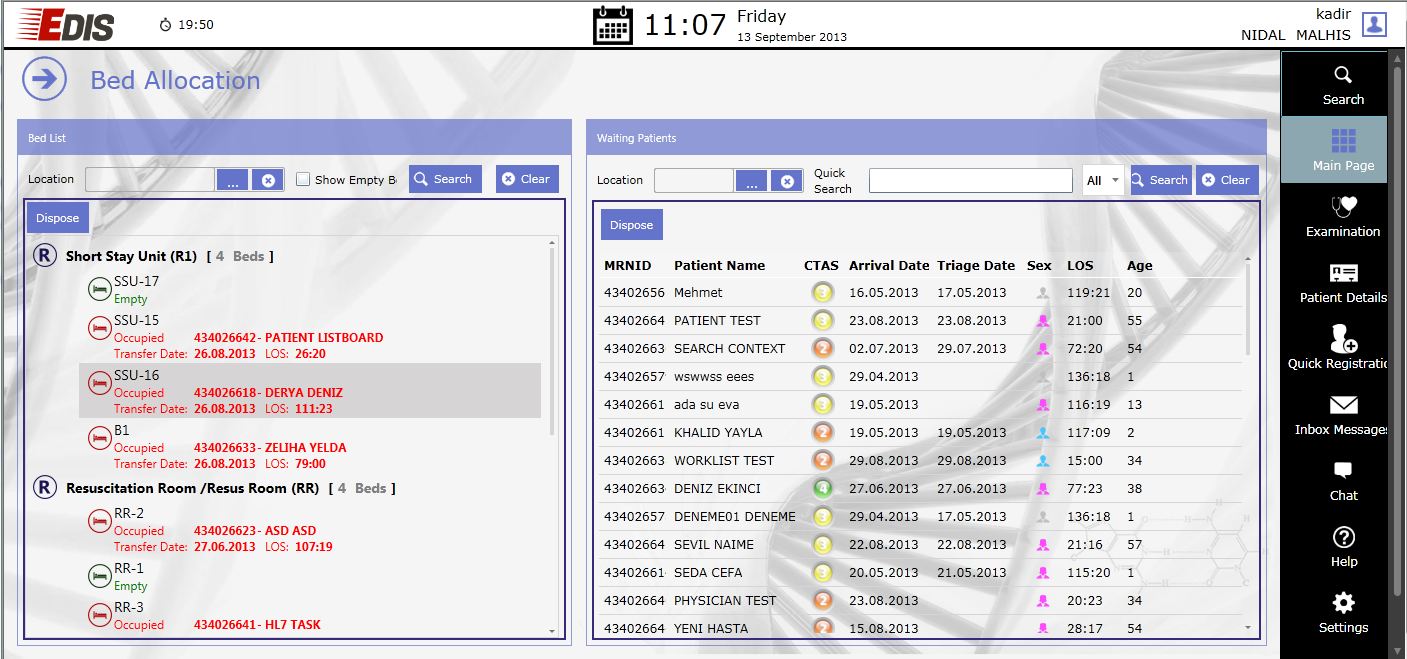 EDIS
19:50
11:07
Friday
13 September 2013
kadir
NIDAL MALHIS
Bed Allocation
Bed List
Location ... Show Empty B Search Clear
Dispose
R Short Stay Unit (R1) [ 4 Beds ]
SSU-17
Empty
SSU-15
Occupied 434026642- PATIENT LISTBOARD
Transfer Date: 26.08.2013 LOS: 26:20
SSU-16
Occupied 434026618- DERYA DENIZ
Transfer Date: 26.08.2013 LOS: 111:23
B1
Occupied 434026633- ZELIHA YELDA
Transfer Date: 26.08.2013 LOS: 79:00
R Resuscitation Room /Resus Room (RR) [ 4 Beds ]
RR-2
Occupied 434026623- ASD ASD
Transfer Date: 27.06.2013 LOS: 107:19
RR-1
Empty
RR-3
Occupied 434026641- HL7 TASK
Waiting Patients
Location ... Quick Search All Search Clear
Dispose
MRNID Patient Name CTAS Arrival Date Triage Date Sex LOS Age
43402656 Mehmet 3 16.05.2013 17.05.2013 119:21 20
43402664 PATIENT TEST 3 23.08.2013 23.08.2013 21:00 55
43402663 SEARCH CONTEXT 2 02.07.2013 29.07.2013 72:20 54
43402657 wswwss eees 3 29.04.2013 136:18 1
43402661 ada su eva 3 19.05.2013 116:19 13
43402661 KHALID YAYLA 2 19.05.2013 19.05.2013 117:09 2
43402663 WORKLIST TEST 2 29.08.2013 29.08.2013 15:00 34
43402663 DENIZ EKINCI 4 27.06.2013 27.06.2013 77:23 38
43402657 DENEME01 DENEME 3 29.04.2013 17.05.2013 136:18 1
43402664 SEVIL NAIME 3 22.08.2013 22.08.2013 21:16 57
43402661 SEDA CEFA 3 20.05.2013 21.05.2013 115:20 1
43402664 PHYSICIAN TEST 2 23.08.2013 20:23 34
43402664 YENI HASTA 2 15.08.2013 28:17 54
Search
Main Page
Examination
Patient Details
Quick Registratio
Inbox Messages
Chat
Help
Settings